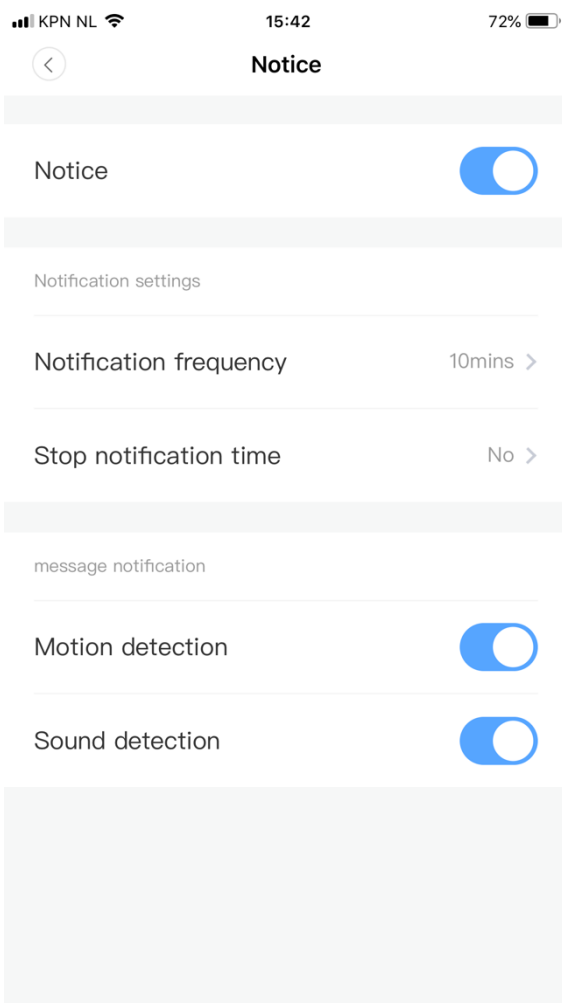 KPN NL 15:42 72%
Notice
Notice
Notification settings
Notification frequency 10mins
Stop notification time No
message notification
Motion detection
Sound detection